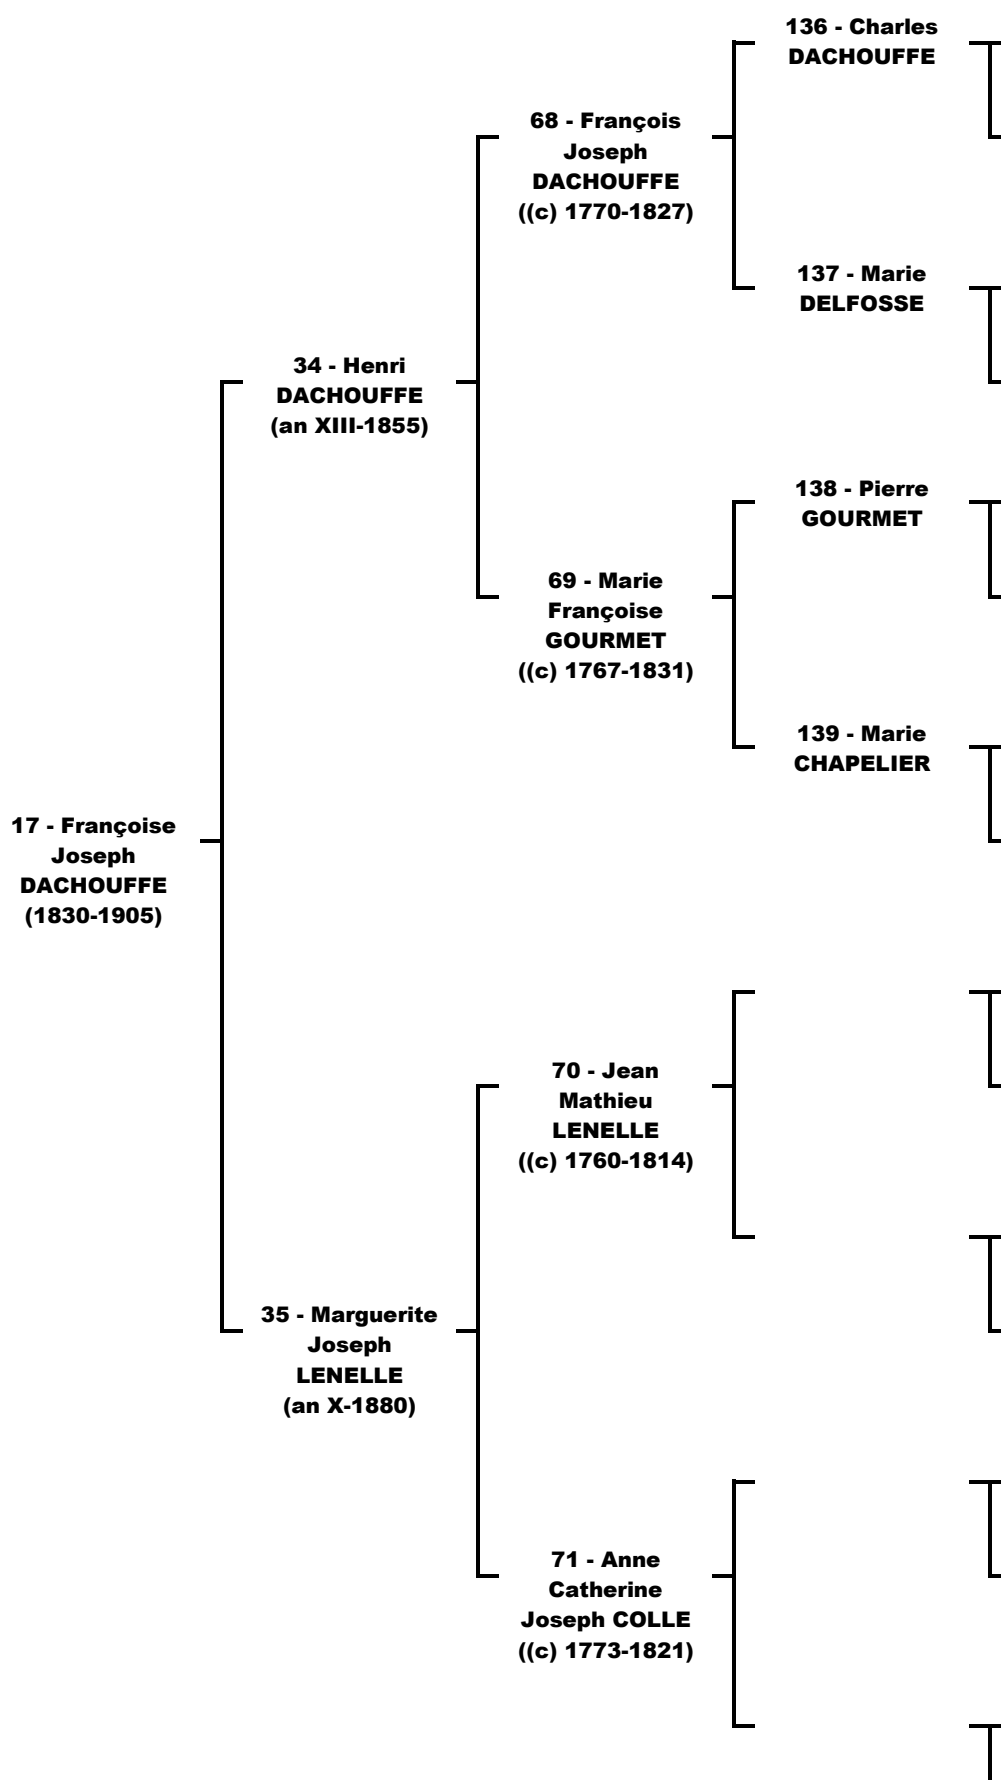 136 - Charles
DACHOUFFE
68 - François
Joseph
DACHOUFFE
((c) 1770-1827)
137 - Marie
DELFOSSE
34 - Henri
DACHOUFFE
(an XIII-1855)
138 - Pierre
GOURMET
69 - Marie
Françoise
GOURMET
((c) 1767-1831)
139 - Marie
CHAPELIER
17 - Françoise
Joseph
DACHOUFFE
(1830-1905)
70 - Jean
Mathieu
LENELLE
((c) 1760-1814)
35 - Marguerite
Joseph
LENELLE
(an X-1880)
71 - Anne
Catherine
Joseph COLLE
((c) 1773-1821)